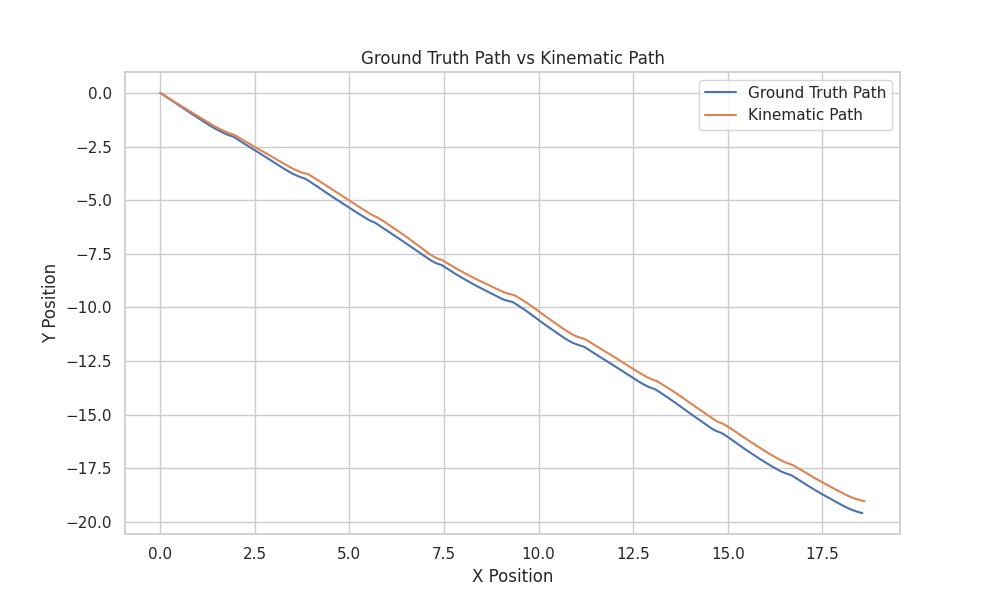 Ground Truth Path vs Kinematic Path
Ground Truth Path
Kinematic Path
Y Position
0.0
−2.5
−5.0
−7.5
−10.0
−12.5
−15.0
−17.5
−20.0
0.0 2.5 5.0 7.5 10.0 12.5 15.0 17.5
X Position